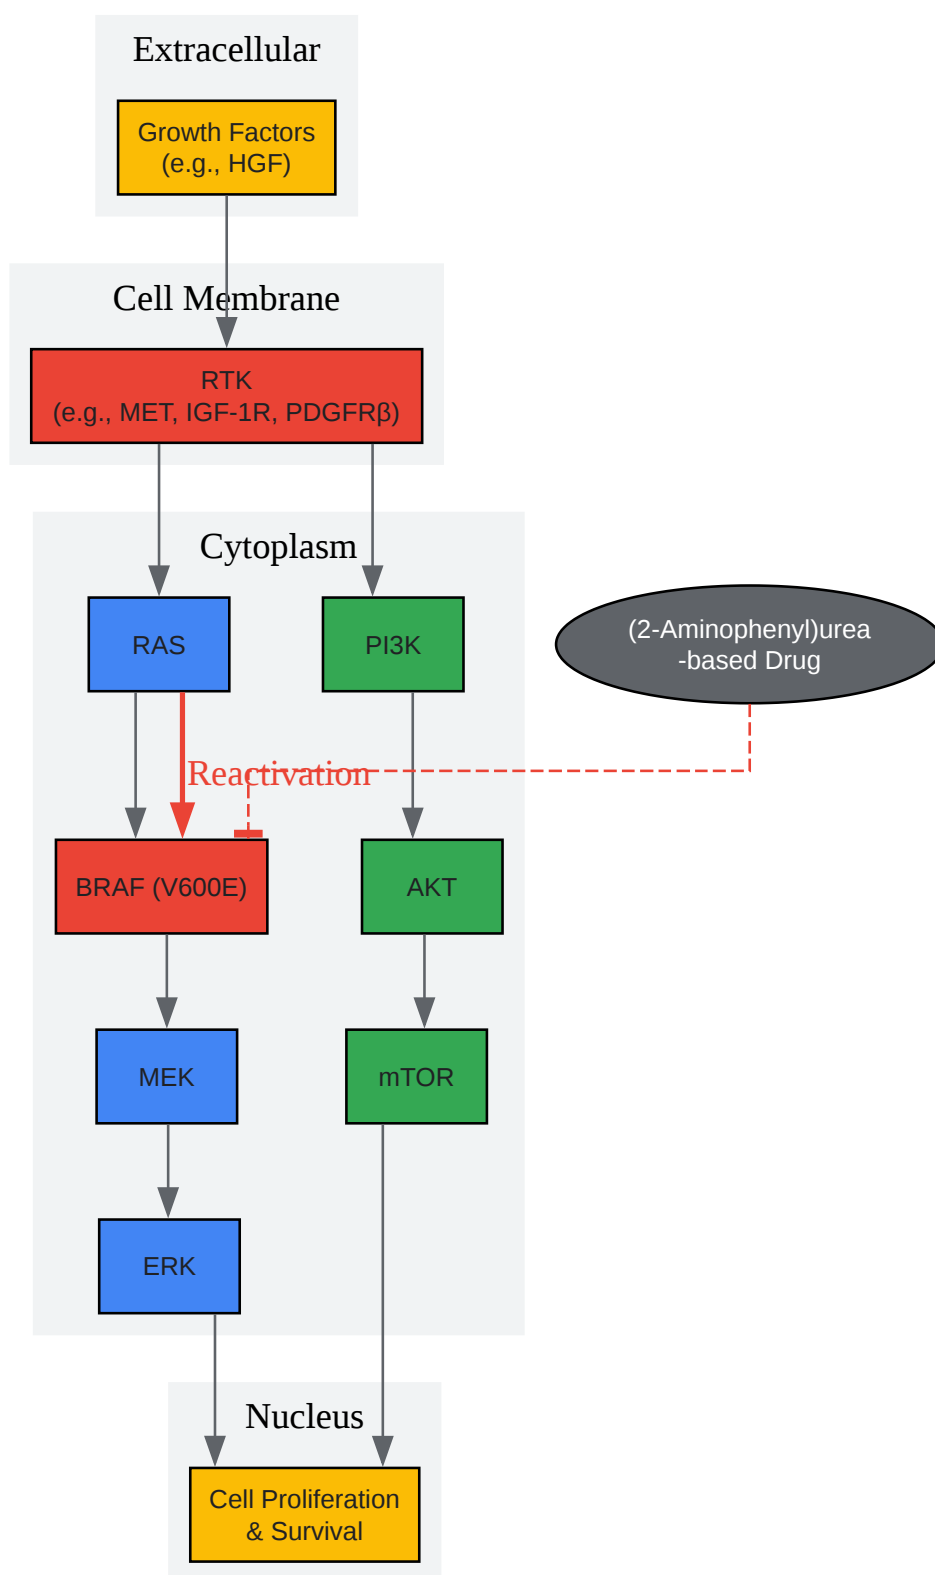 Extracellular
Growth Factors
(e.g., HGF)
Cell Membrane
RTK
(e.g., MET, IGF-1R, PDGFRβ)
Cytoplasm
RAS
PI3K
(2-Aminophenyl)urea
-based Drug
Reactivation
BRAF (V600E)
AKT
MEK
mTOR
ERK
Nucleus
Cell Proliferation
& Survival